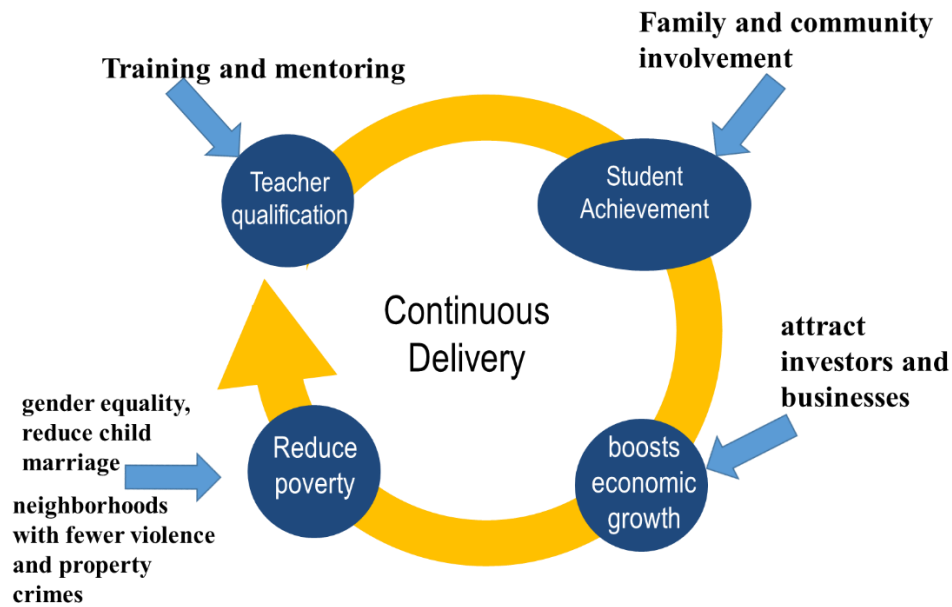 Training and mentoring
Family and community
involvement
Teacher
qualification
Student
Achievement
Continuous
Delivery
attract
investors and
businesses
boosts
economic
growth
Reduce
poverty
gender equality,
reduce child
marriage
neighborhoods
with fewer violence
and property
crimes